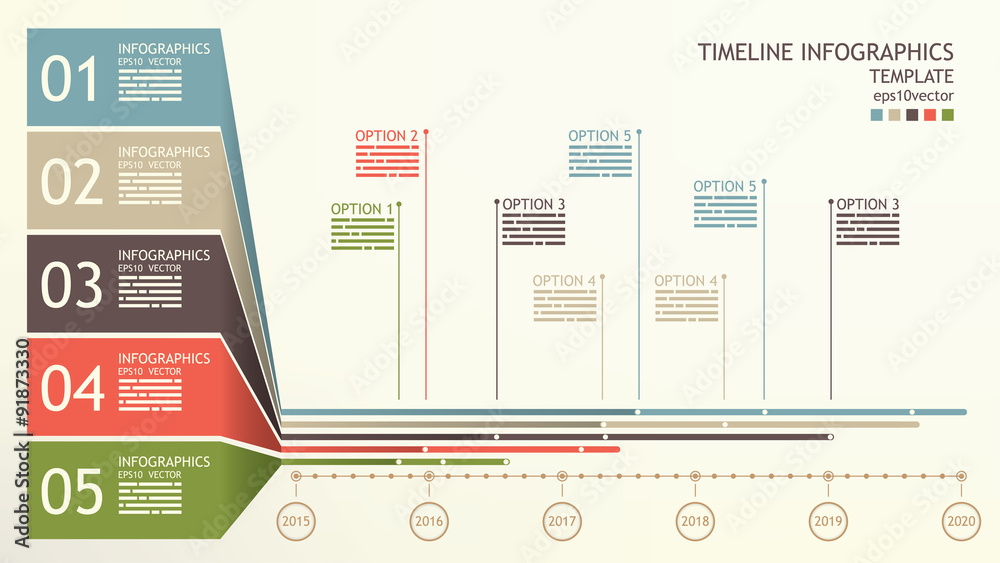 01
INFOGRAPHICS
EPS10 VECTOR
02
INFOGRAPHICS
EPS10 VECTOR
03
INFOGRAPHICS
EPS10 VECTOR
04
INFOGRAPHICS
EPS10 VECTOR
05
INFOGRAPHICS
EPS10 VECTOR
TIMELINE INFOGRAPHICS
TEMPLATE
eps10vector
OPTION 2
OPTION 5
OPTION 5
OPTION 1
OPTION 3
OPTION 3
OPTION 4
OPTION 4
2015
2016
2017
2018
2019
2020
Adobe Stock | #91873330